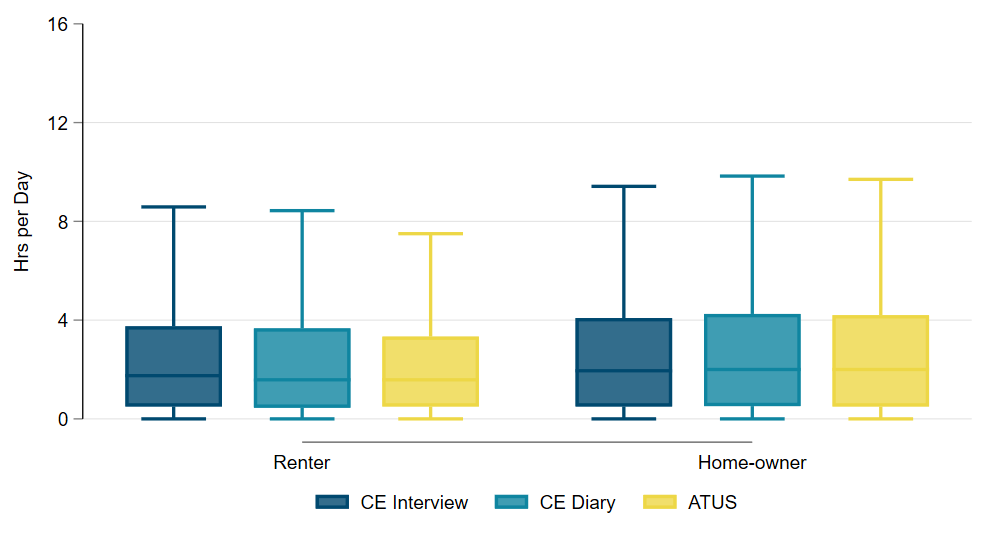 16
12
8
4
0
Hrs per Day
Renter
Home-owner
CE Interview
CE Diary
ATUS